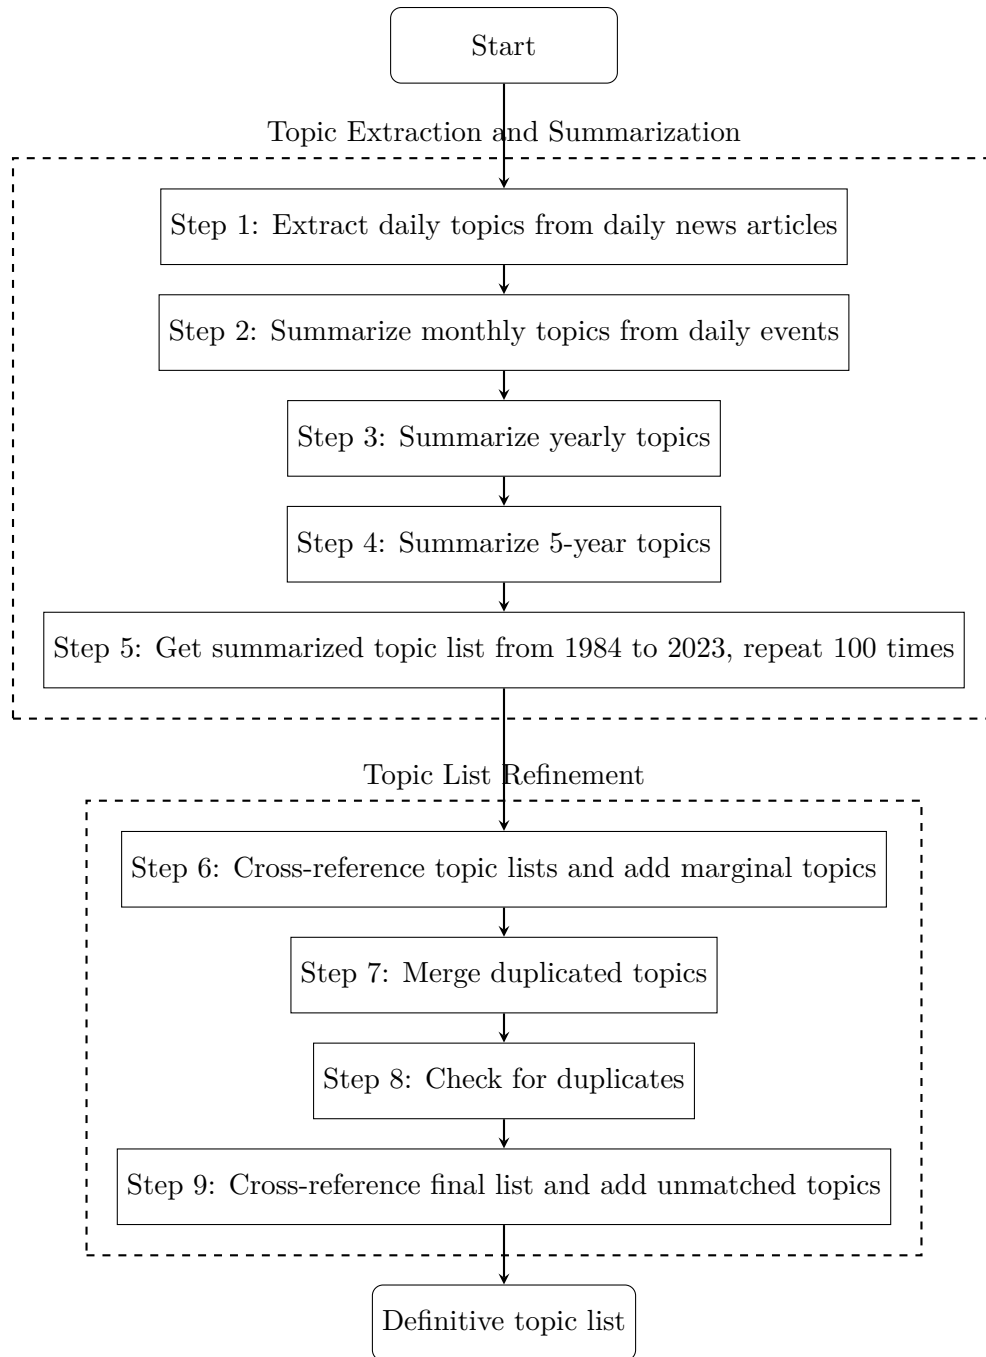 Start
Topic Extraction and Summarization
Step 1: Extract daily topics from daily news articles
Step 2: Summarize monthly topics from daily events
Step 3: Summarize yearly topics
Step 4: Summarize 5-year topics
Step 5: Get summarized topic list from 1984 to 2023, repeat 100 times
Topic List Refinement
Step 6: Cross-reference topic lists and add marginal topics
Step 7: Merge duplicated topics
Step 8: Check for duplicates
Step 9: Cross-reference final list and add unmatched topics
Definitive topic list